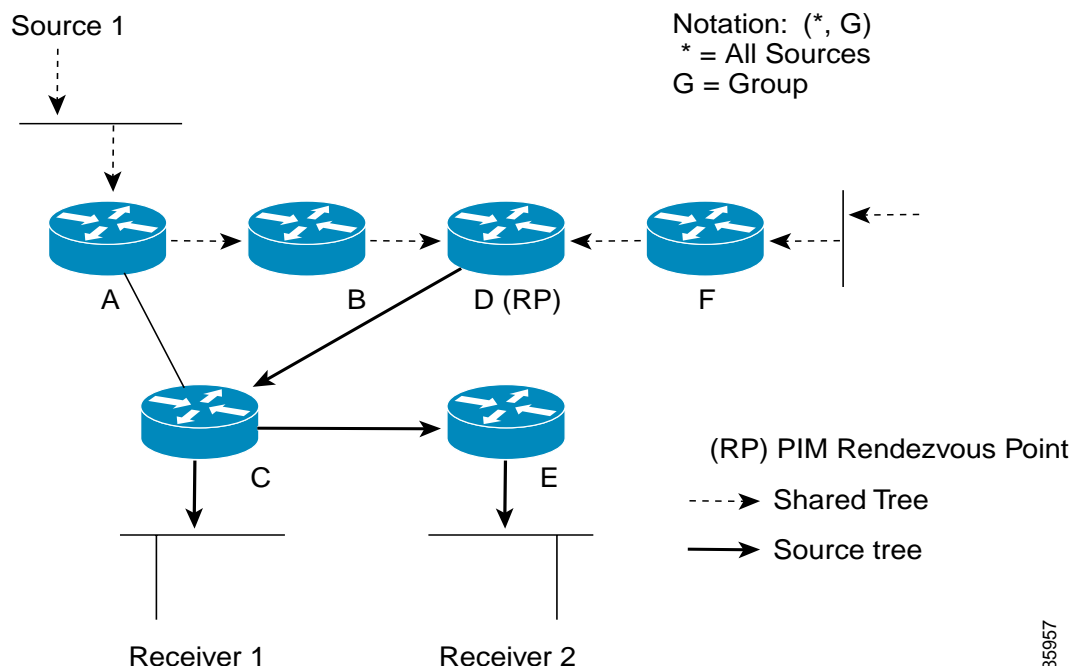 Source 1
Notation: (*, G)
* = All Sources
G = Group
A
B
D (RP)
F
C
E
(RP) PIM Rendezvous Point
Shared Tree
Source tree
Receiver 1
Receiver 2